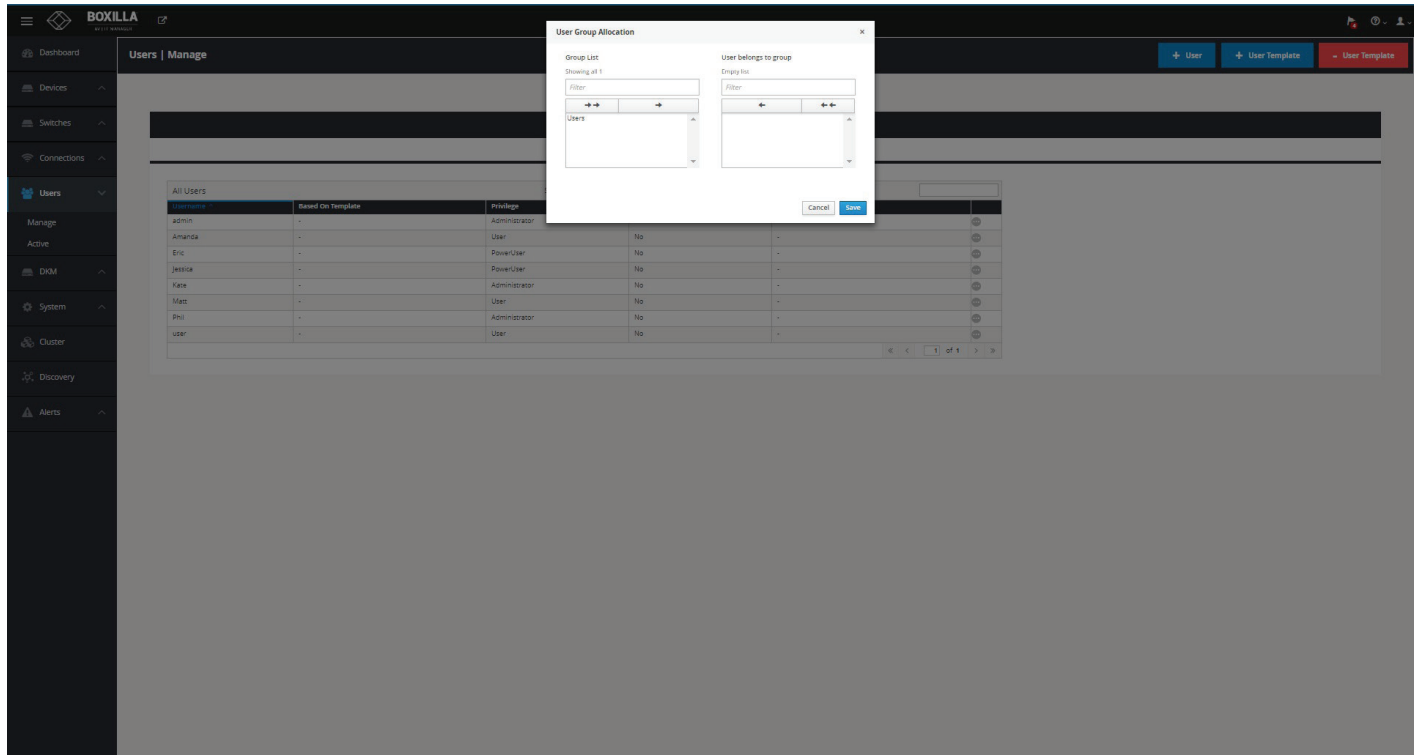 BOXILLA
User Group Allocation ×
Dashboard
Users | Manage
+ User
+ User Template
- User Template
Group List
User belongs to group
Showing all 1
Empty list
Filter
Filter
Users
Devices
Switches
Connections
Users
Manage
Active
DKM
System
Cluster
Discovery
Alerts
Cancel
Save
All Users
Username
Based On Template
Privilege
admin - Administrator
Amanda - User No -
Eric - PowerUser No -
Jessica - PowerUser No -
Kate - Administrator No -
Matt - User No -
Phil - Administrator No -
user - User No -
1 of 1